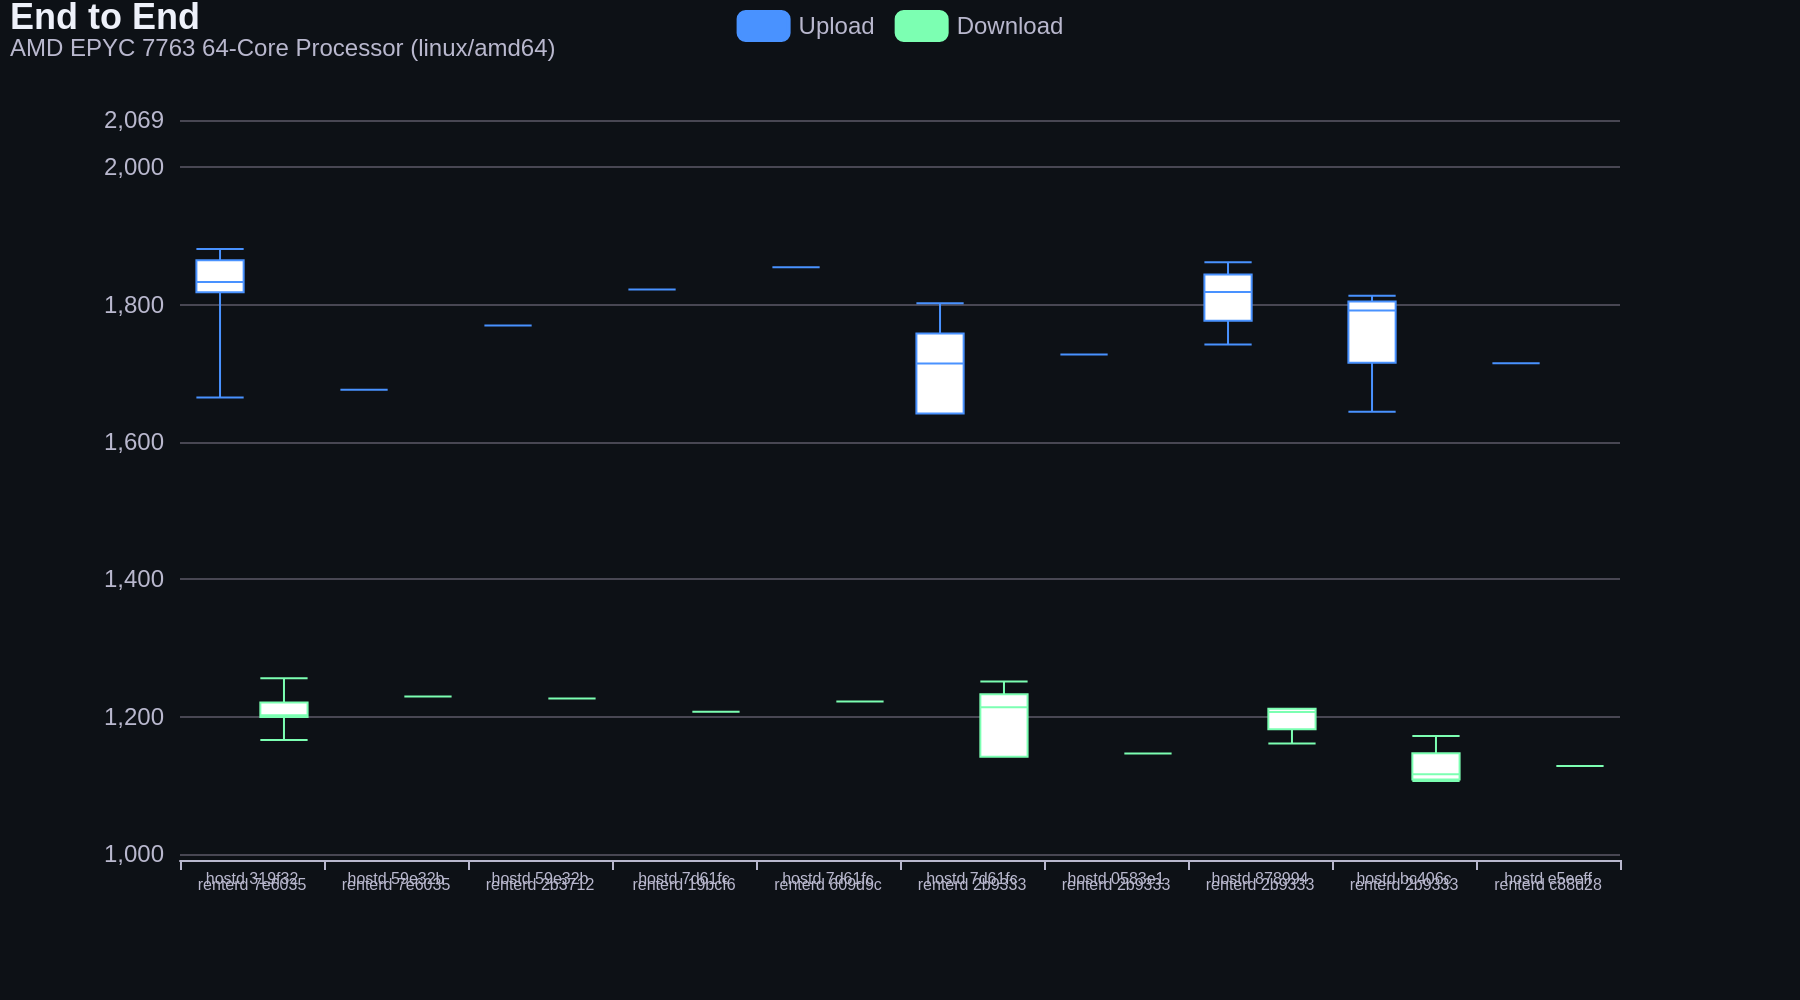 End to End
AMD EPYC 7763 64-Core Processor (linux/amd64)
Upload
Download
2,069
2,000
1,800
1,600
1,400
1,200
1,000
hostd 319f32
renterd 7e6035
hostd 59e32b
renterd 7e6035
hostd 59e32b
renterd 2b3712
hostd 7d61fc
renterd 19bcf6
hostd 7d61fc
renterd 609d9c
hostd 7d61fc
renterd 2b9333
hostd 0583e1
renterd 2b9333
hostd 878994
renterd 2b9333
hostd bc406c
renterd 2b9333
hostd e5eeff
renterd c88d28